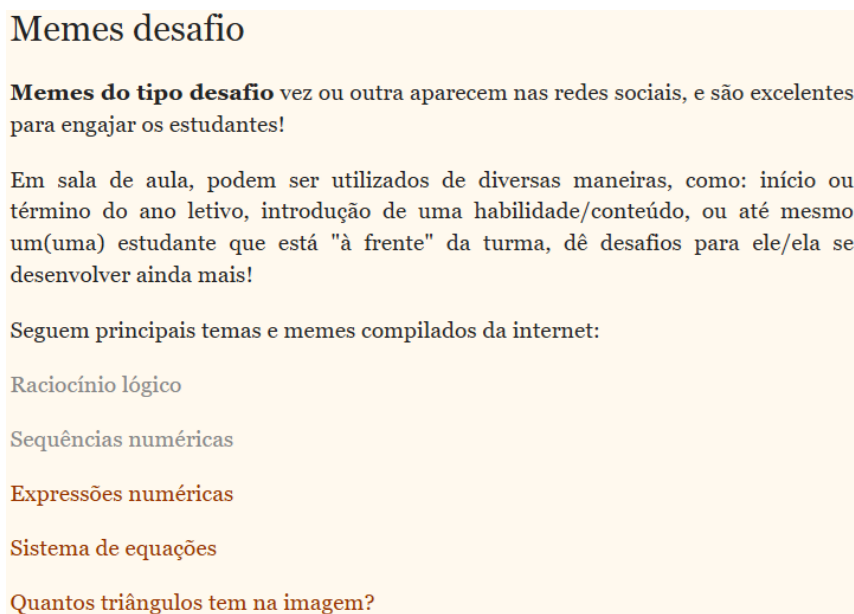 Memes desafio
Memes do tipo desafio vez ou outra aparecem nas redes sociais, e são excelentes
para engajar os estudantes!
Em sala de aula, podem ser utilizados de diversas maneiras, como: início ou
término do ano letivo, introdução de uma habilidade/conteúdo, ou até mesmo
um(uma) estudante que está "à frente" da turma, dê desafios para ele/ela se
desenvolver ainda mais!
Seguem principais temas e memes compilados da internet:
Raciocínio lógico
Sequências numéricas
Expressões numéricas
Sistema de equações
Quantos triângulos tem na imagem?